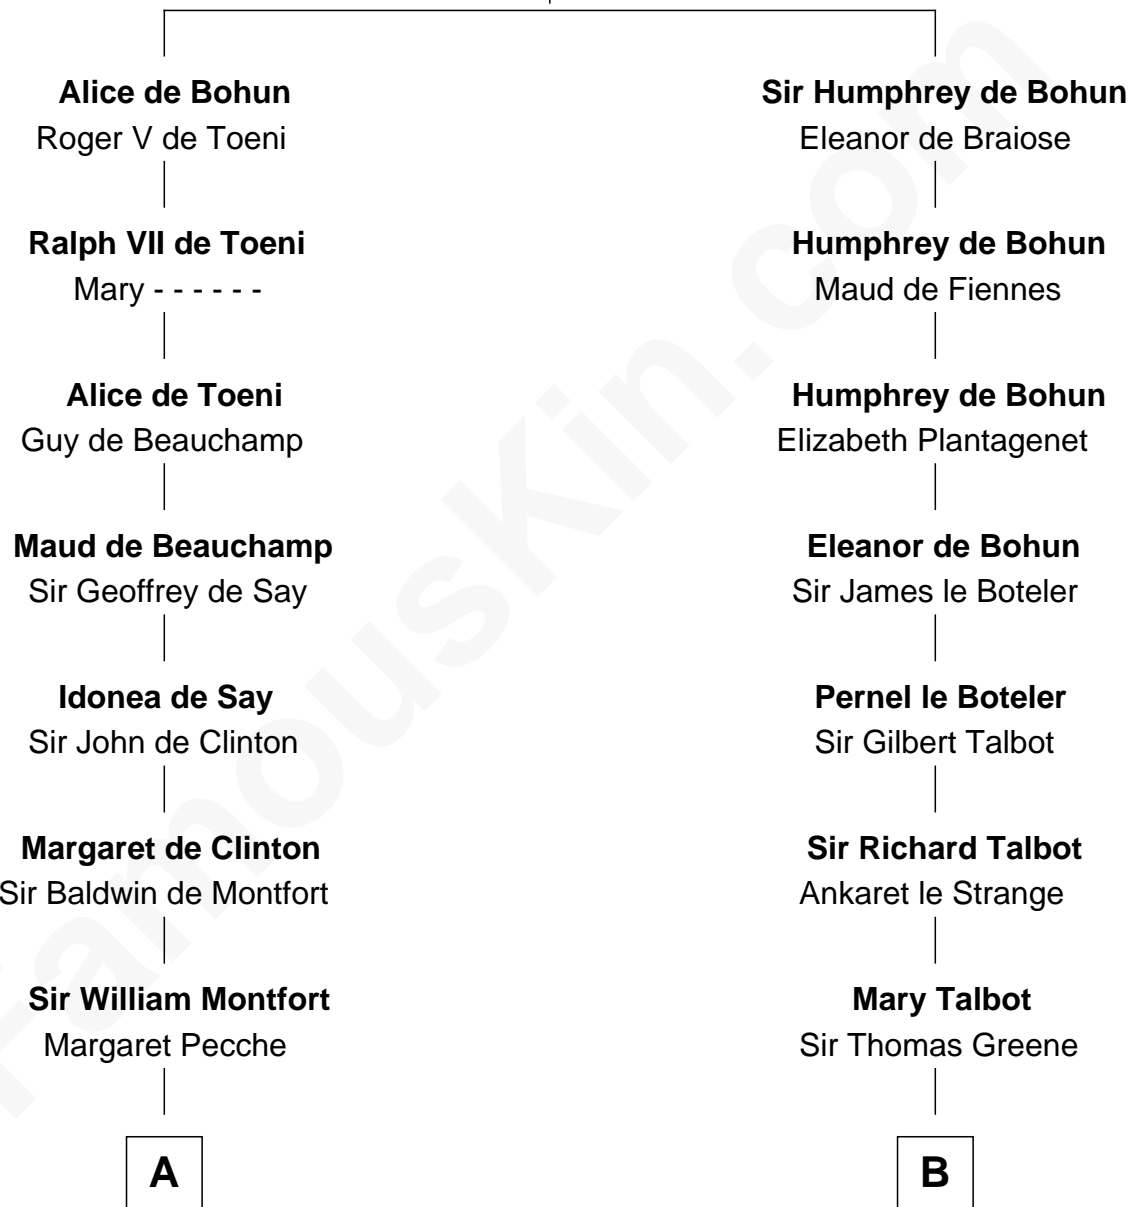 Alice de Bohun
Roger V de Toeni
Ralph VII de Toeni
Mary - - - - - -
Alice de Toeni
Guy de Beauchamp
Maud de Beauchamp
Sir Geoffrey de Say
Idonea de Say
Sir John de Clinton
Margaret de Clinton
Sir Baldwin de Montfort
Sir William Montfort
Margaret Pecche
A
Sir Humphrey de Bohun
Eleanor de Braiose
Humphrey de Bohun
Maud de Fiennes
Humphrey de Bohun
Elizabeth Plantagenet
Eleanor de Bohun
Sir James le Boteler
Pernel le Boteler
Sir Gilbert Talbot
Sir Richard Talbot
Ankaret le Strange
Mary Talbot
Sir Thomas Greene
B
FamousKin.com